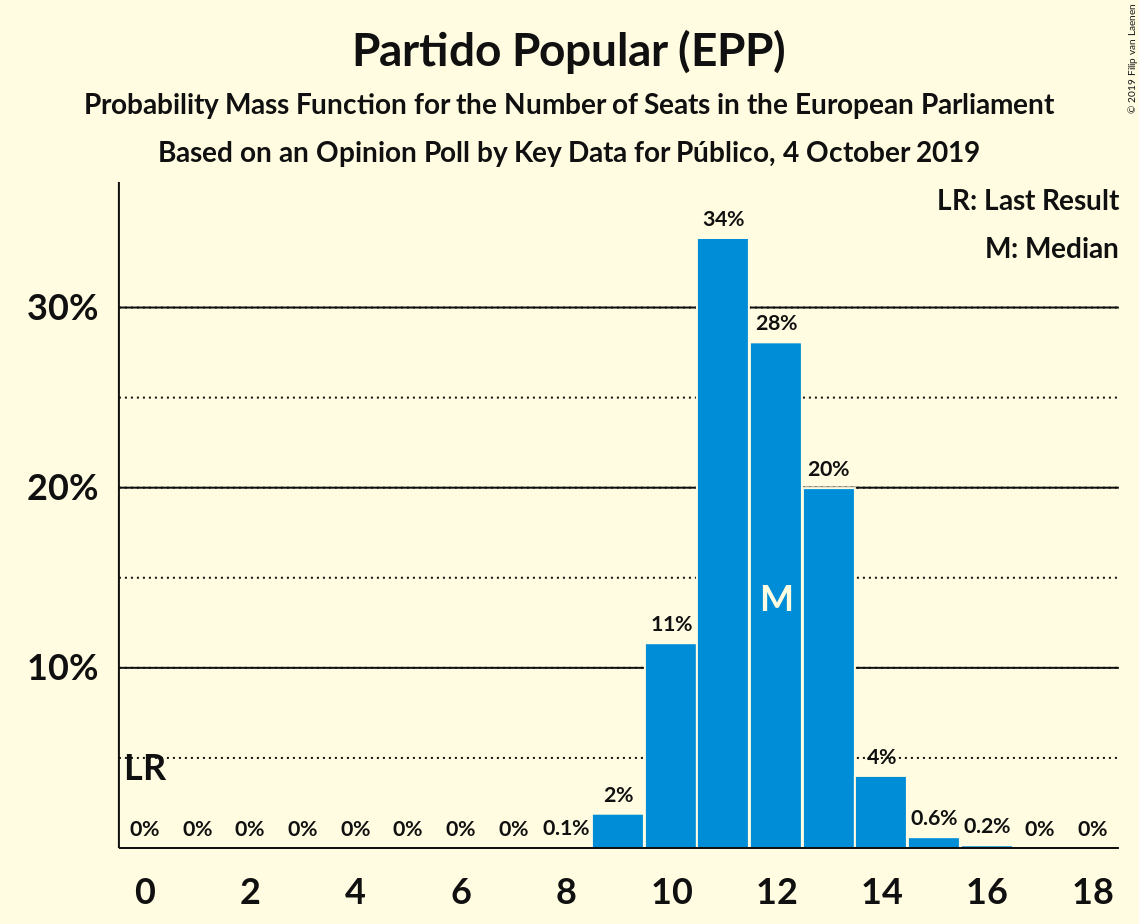 Partido Popular (EPP)
Probability Mass Function for the Number of Seats in the European Parliament
Based on an Opinion Poll by Key Data for Público, 4 October 2019
© 2019 Filip van Laenen
LR: Last Result
M: Median
30%
20%
10%
34%
28%
20%
M
11%
LR
4%
2%
0% 0% 0% 0% 0% 0% 0% 0% 0.1% 0.6% 0.2% 0% 0%
0 2 4 6 8 10 12 14 16 18